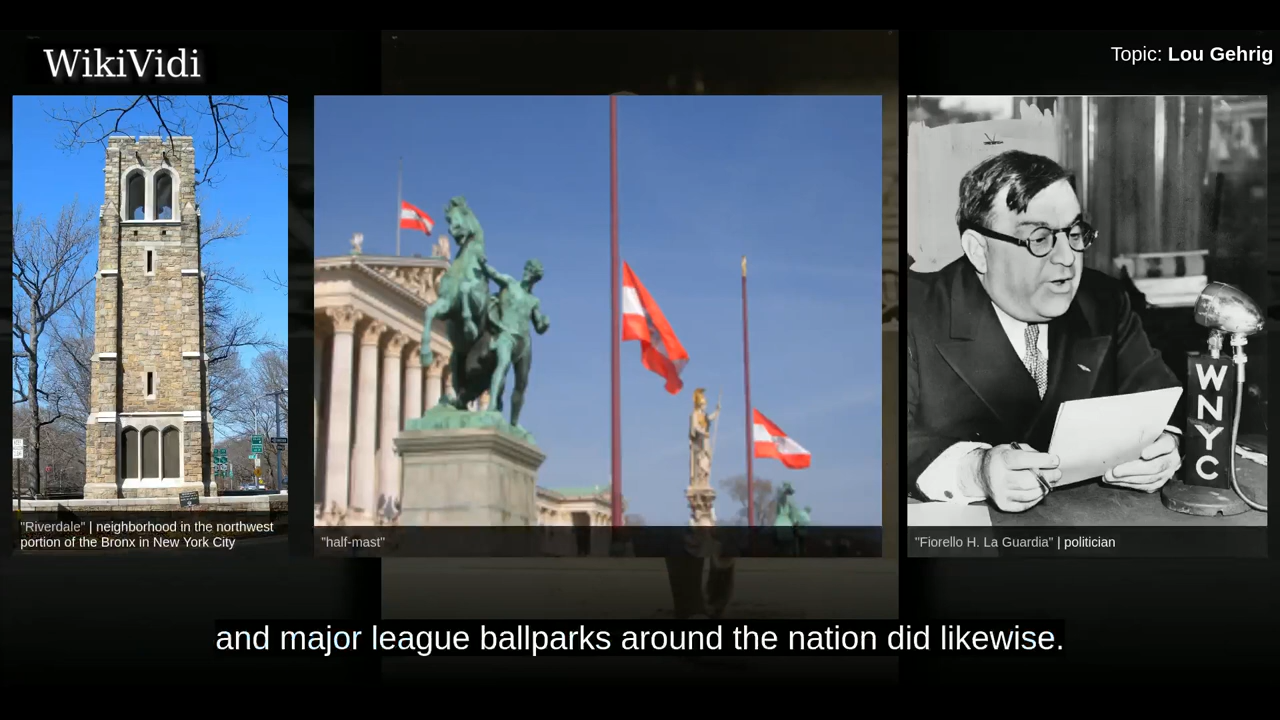 WikiVidi
Topic: Lou Gehrig
"Riverdale" | neighborhood in the northwest
portion of the Bronx in New York City
"half-mast"
WNYC
"Fiorello H. La Guardia" | politician
and major league ballparks around the nation did likewise.